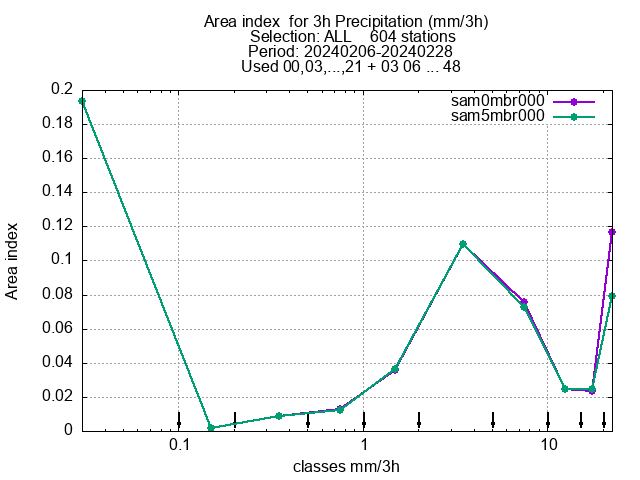 Area index  for 3h Precipitation (mm/3h)
Selection: ALL    604 stations
Period: 20240206-20240228
Used 00,03,...,21 + 03 06 ... 48
sam0mbr000
sam5mbr000
0.2
0.18
0.16
0.14
0.12
0.1
0.08
0.06
0.04
0.02
0
Area index
0.1 1 10
classes mm/3h